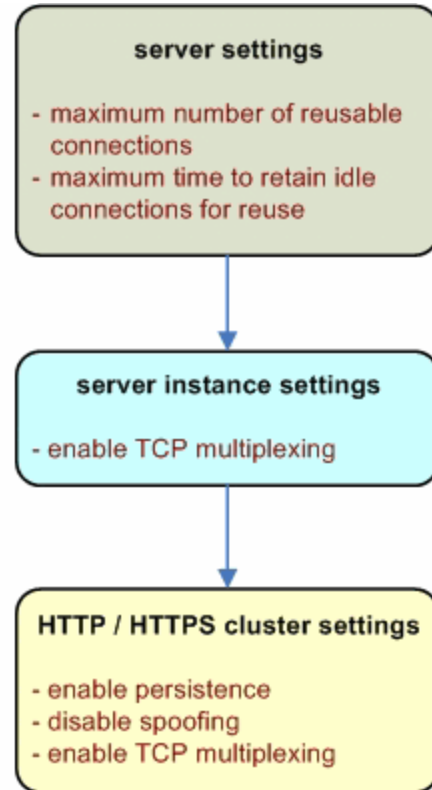 server settings
- maximum number of reusable
connections
- maximum time to retain idle
connections for reuse
server instance settings
- enable TCP multiplexing
HTTP / HTTPS cluster settings
- enable persistence
- disable spoofing
- enable TCP multiplexing